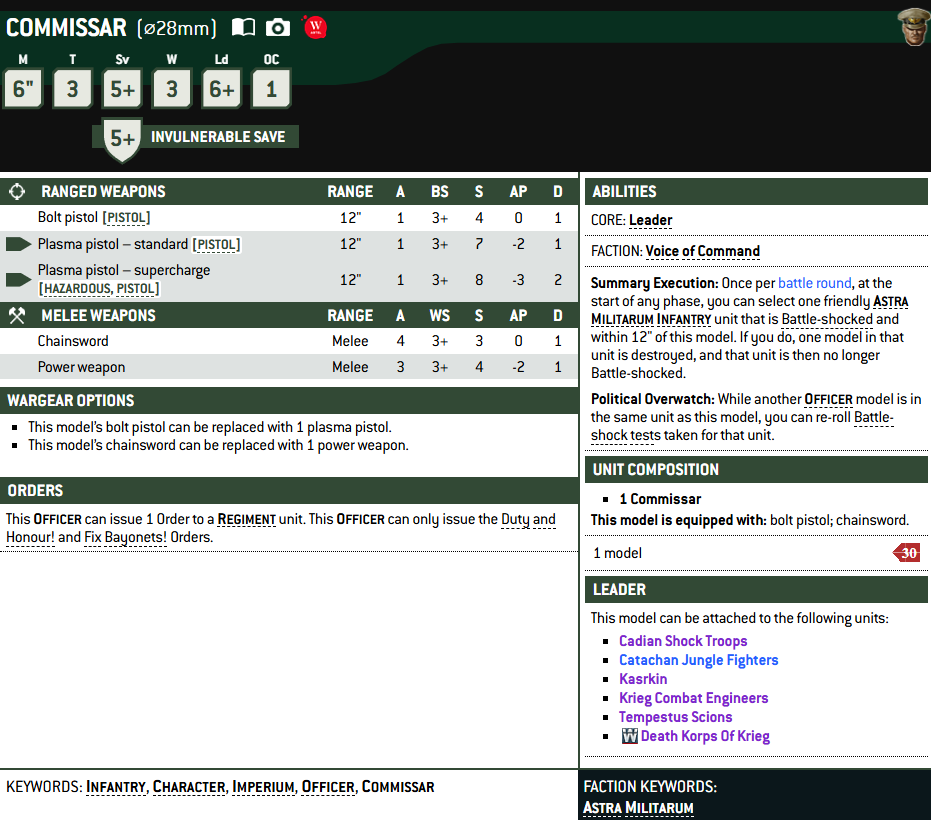 COMMISSAR (⌀28mm)
W
M T Sv W Ld OC
6" 3 5+ 3 6+ 1
5+ INVULNERABLE SAVE
RANGED WEAPONS RANGE A BS S AP D
Bolt pistol [PISTOL] 12" 1 3+ 4 0 1
Plasma pistol – standard [PISTOL] 12" 1 3+ 7 -2 1
Plasma pistol – supercharge
[HAZARDOUS, PISTOL] 12" 1 3+ 8 -3 2
MELEE WEAPONS RANGE A WS S AP D
Chainsword Melee 4 3+ 3 0 1
Power weapon Melee 3 3+ 4 -2 1
WARGEAR OPTIONS
▪ This model's bolt pistol can be replaced with 1 plasma pistol.
▪ This model's chainsword can be replaced with 1 power weapon.
ORDERS
This OFFICER can issue 1 Order to a REGIMENT unit. This OFFICER can only issue the Duty and
Honour! and Fix Bayonets! Orders.
ABILITIES
CORE: Leader
FACTION: Voice of Command
Summary Execution: Once per battle round, at the
start of any phase, you can select one friendly ASTRA
MILITARUM INFANTRY unit that is Battle-shocked and
within 12" of this model. If you do, one model in that
unit is destroyed, and that unit is then no longer
Battle-shocked.
Political Overwatch: While another OFFICER model is in
the same unit as this model, you can re-roll Battle-
shock tests taken for that unit.
UNIT COMPOSITION
▪ 1 Commissar
This model is equipped with: bolt pistol; chainsword.
1 model 30
LEADER
This model can be attached to the following units:
▪ Cadian Shock Troops
▪ Catachan Jungle Fighters
▪ Kasrkin
▪ Krieg Combat Engineers
▪ Tempestus Scions
▪ W Death Korps Of Krieg
KEYWORDS: INFANTRY, CHARACTER, IMPERIUM, OFFICER, COMMISSAR
FACTION KEYWORDS:
ASTRA MILITARUM